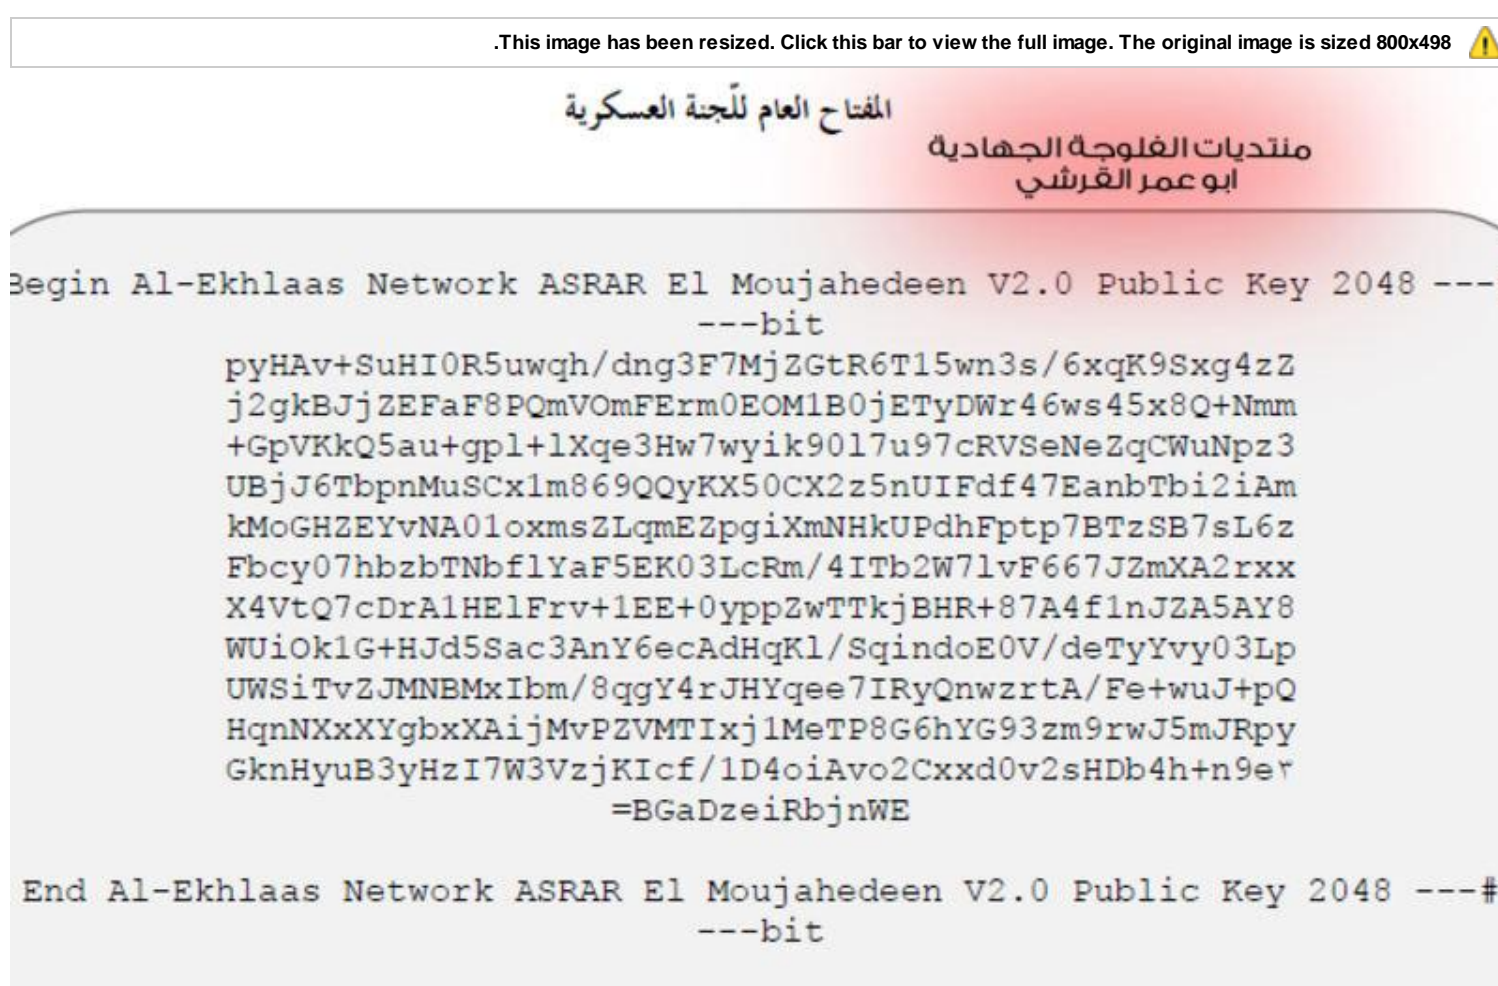 .This image has been resized. Click this bar to view the full image. The original image is sized 800x498
المفتاح العام للّجنة العسكرية
منتديات الفلوجة الجهادية
ابو عمر القرشي
Begin Al-Ekhlaas Network ASRAR El Moujahedeen V2.0 Public Key 2048 ---
---bit
pyHAv+SuHI0R5uwqh/dng3F7MjZGtR6T15wn3s/6xqK9Sxg4zZ
j2gkBJjZEFaF8PQmVOmFErm0EOM1B0jETyDWr46ws45x8Q+Nmm
+GpVKkQ5au+gpl+lXqe3Hw7wyik90l7u97cRVSeNeZqCWuNpz3
UBjJ6TbpnMuSCx1m869QQyKX50CX2z5nUIFdf47EanbTbi2iAm
kMoGHZEYvNA01oxmsZLqmEZpgiXmNHkUPdhFptp7BTzSB7sL6z
Fbcy07hbzbTNbflYaF5EK03LcRm/4ITb2W7lvF667JZmXA2rxx
X4VtQ7cDrA1HElFrv+1EE+0yppZwTTkjBHR+87A4f1nJZA5AY8
WUiOk1G+HJd5Sac3AnY6ecAdHqKl/SqindoE0V/deTyYvy03Lp
UWSiTvZJMNBMxIbm/8qgY4rJHYqee7IRyQnwzrtA/Fe+wuJ+pQ
HqnNXxXYgbxXAijMvPZVMTIxj1MeTP8G6hYG93zm9rwJ5mJRpy
GknHyuB3yHzI7W3VzjKIcf/1D4oiAvo2Cxxd0v2sHDb4h+n9e٢
=BGaDzeiRbjnWE
End Al-Ekhlaas Network ASRAR El Moujahedeen V2.0 Public Key 2048 ---#
---bit